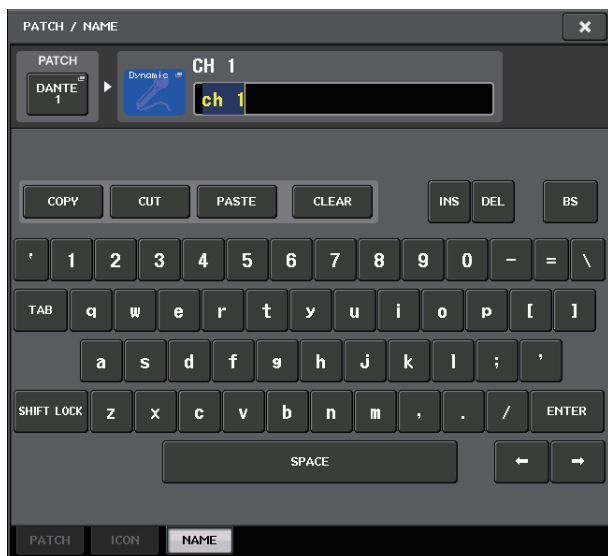 PATCH / NAME
PATCH
DANTE
1
Dynamic
CH 1
ch 1
COPY CUT PASTE CLEAR INS DEL BS
' 1 2 3 4 5 6 7 8 9 0 - = \
TAB q w e r t y u i o p [ ]
a s d f g h j k l ; '
SHIFT LOCK z x c v b n m , . / ENTER
SPACE ← →
PATCH ICON NAME